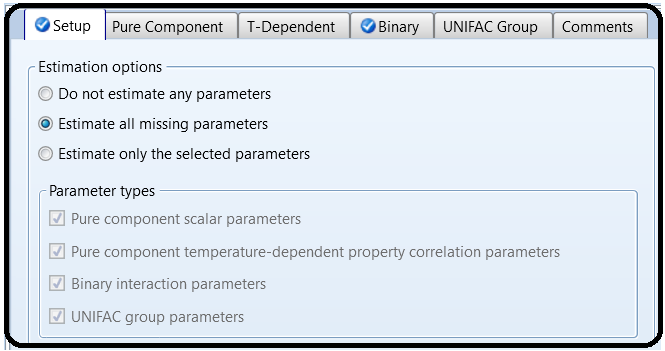 Setup Pure Component T-Dependent Binary UNIFAC Group Comments
Estimation options
Do not estimate any parameters
Estimate all missing parameters
Estimate only the selected parameters
Parameter types
Pure component scalar parameters
Pure component temperature-dependent property correlation parameters
Binary interaction parameters
UNIFAC group parameters